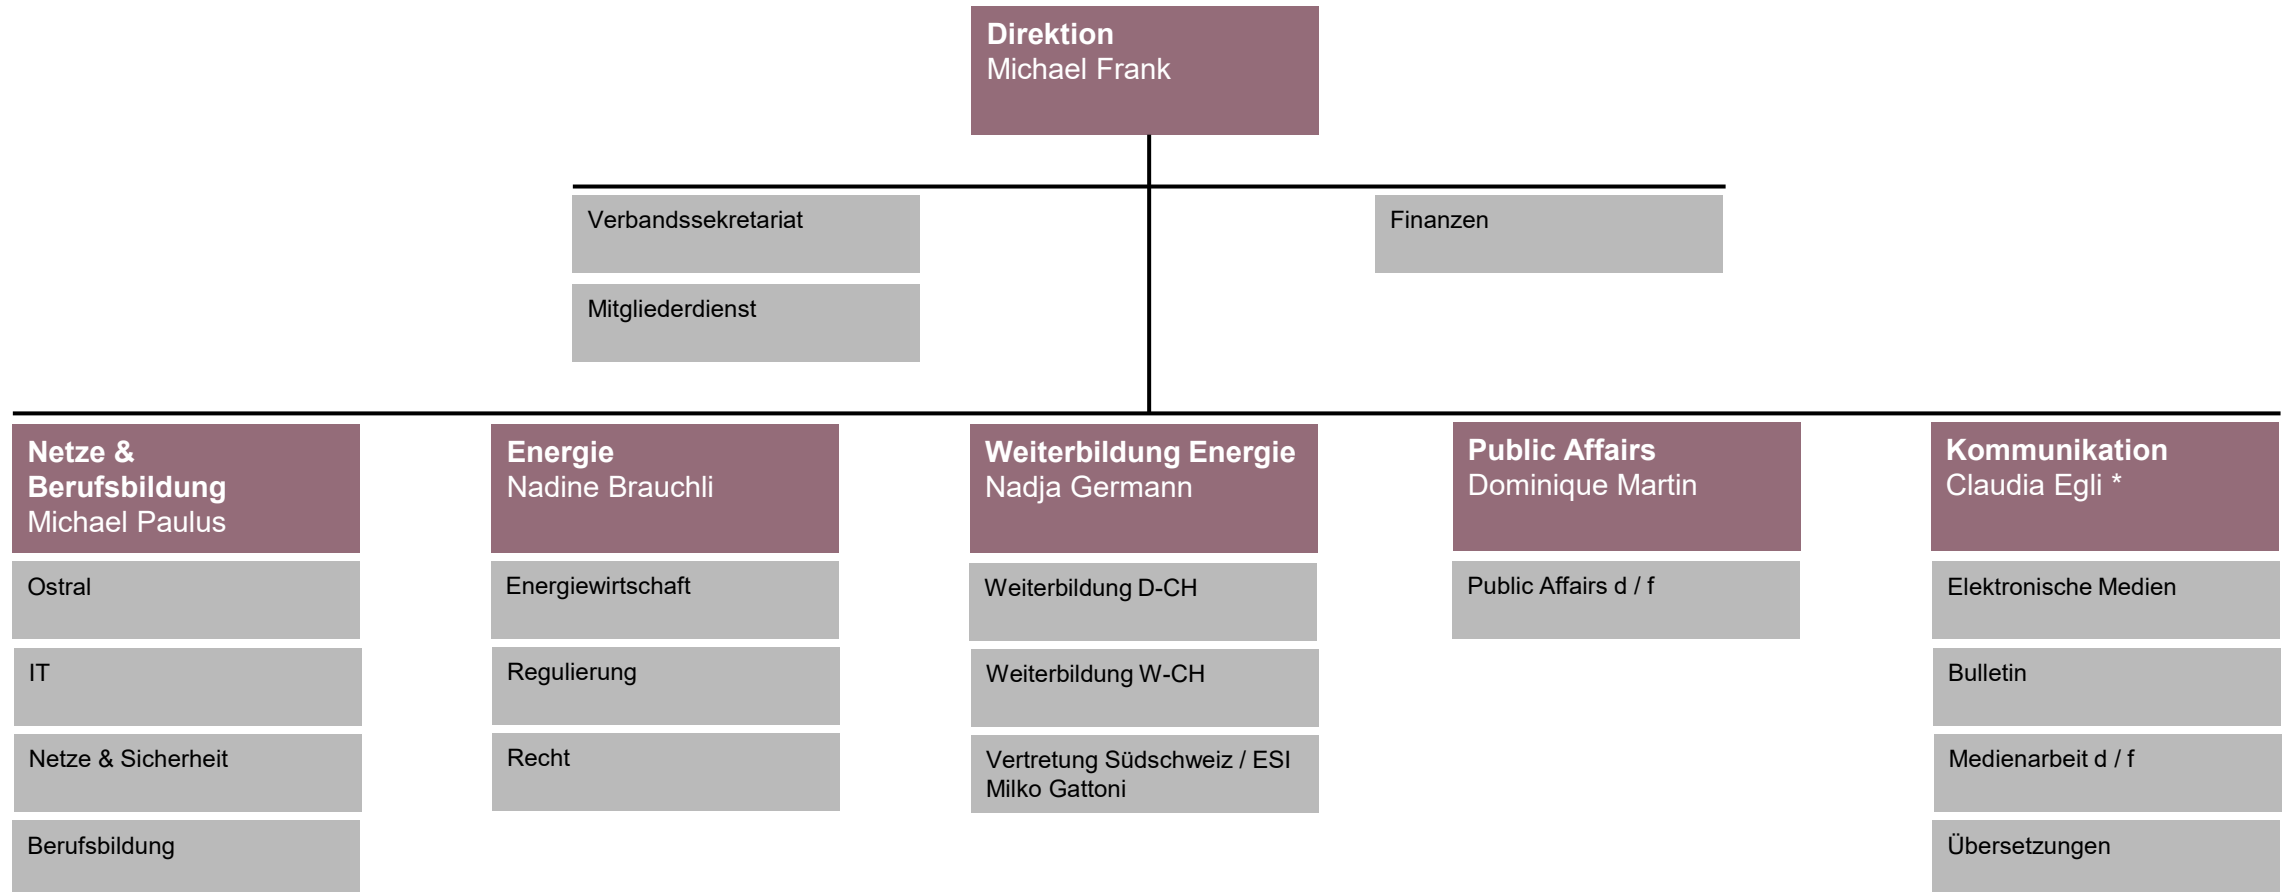 Direktion
Michael Frank
Verbandssekretariat
Finanzen
Mitgliederdienst
Netze &
Berufsbildung
Michael Paulus
Ostral
IT
Netze & Sicherheit
Berufsbildung
Energie
Nadine Brauchli
Energiewirtschaft
Regulierung
Recht
Weiterbildung Energie
Nadja Germann
Weiterbildung D-CH
Weiterbildung W-CH
Vertretung Südschweiz / ESI
Milko Gattoni
Public Affairs
Dominique Martin
Public Affairs d / f
Kommunikation
Claudia Egli *
Elektronische Medien
Bulletin
Medienarbeit d / f
Übersetzungen